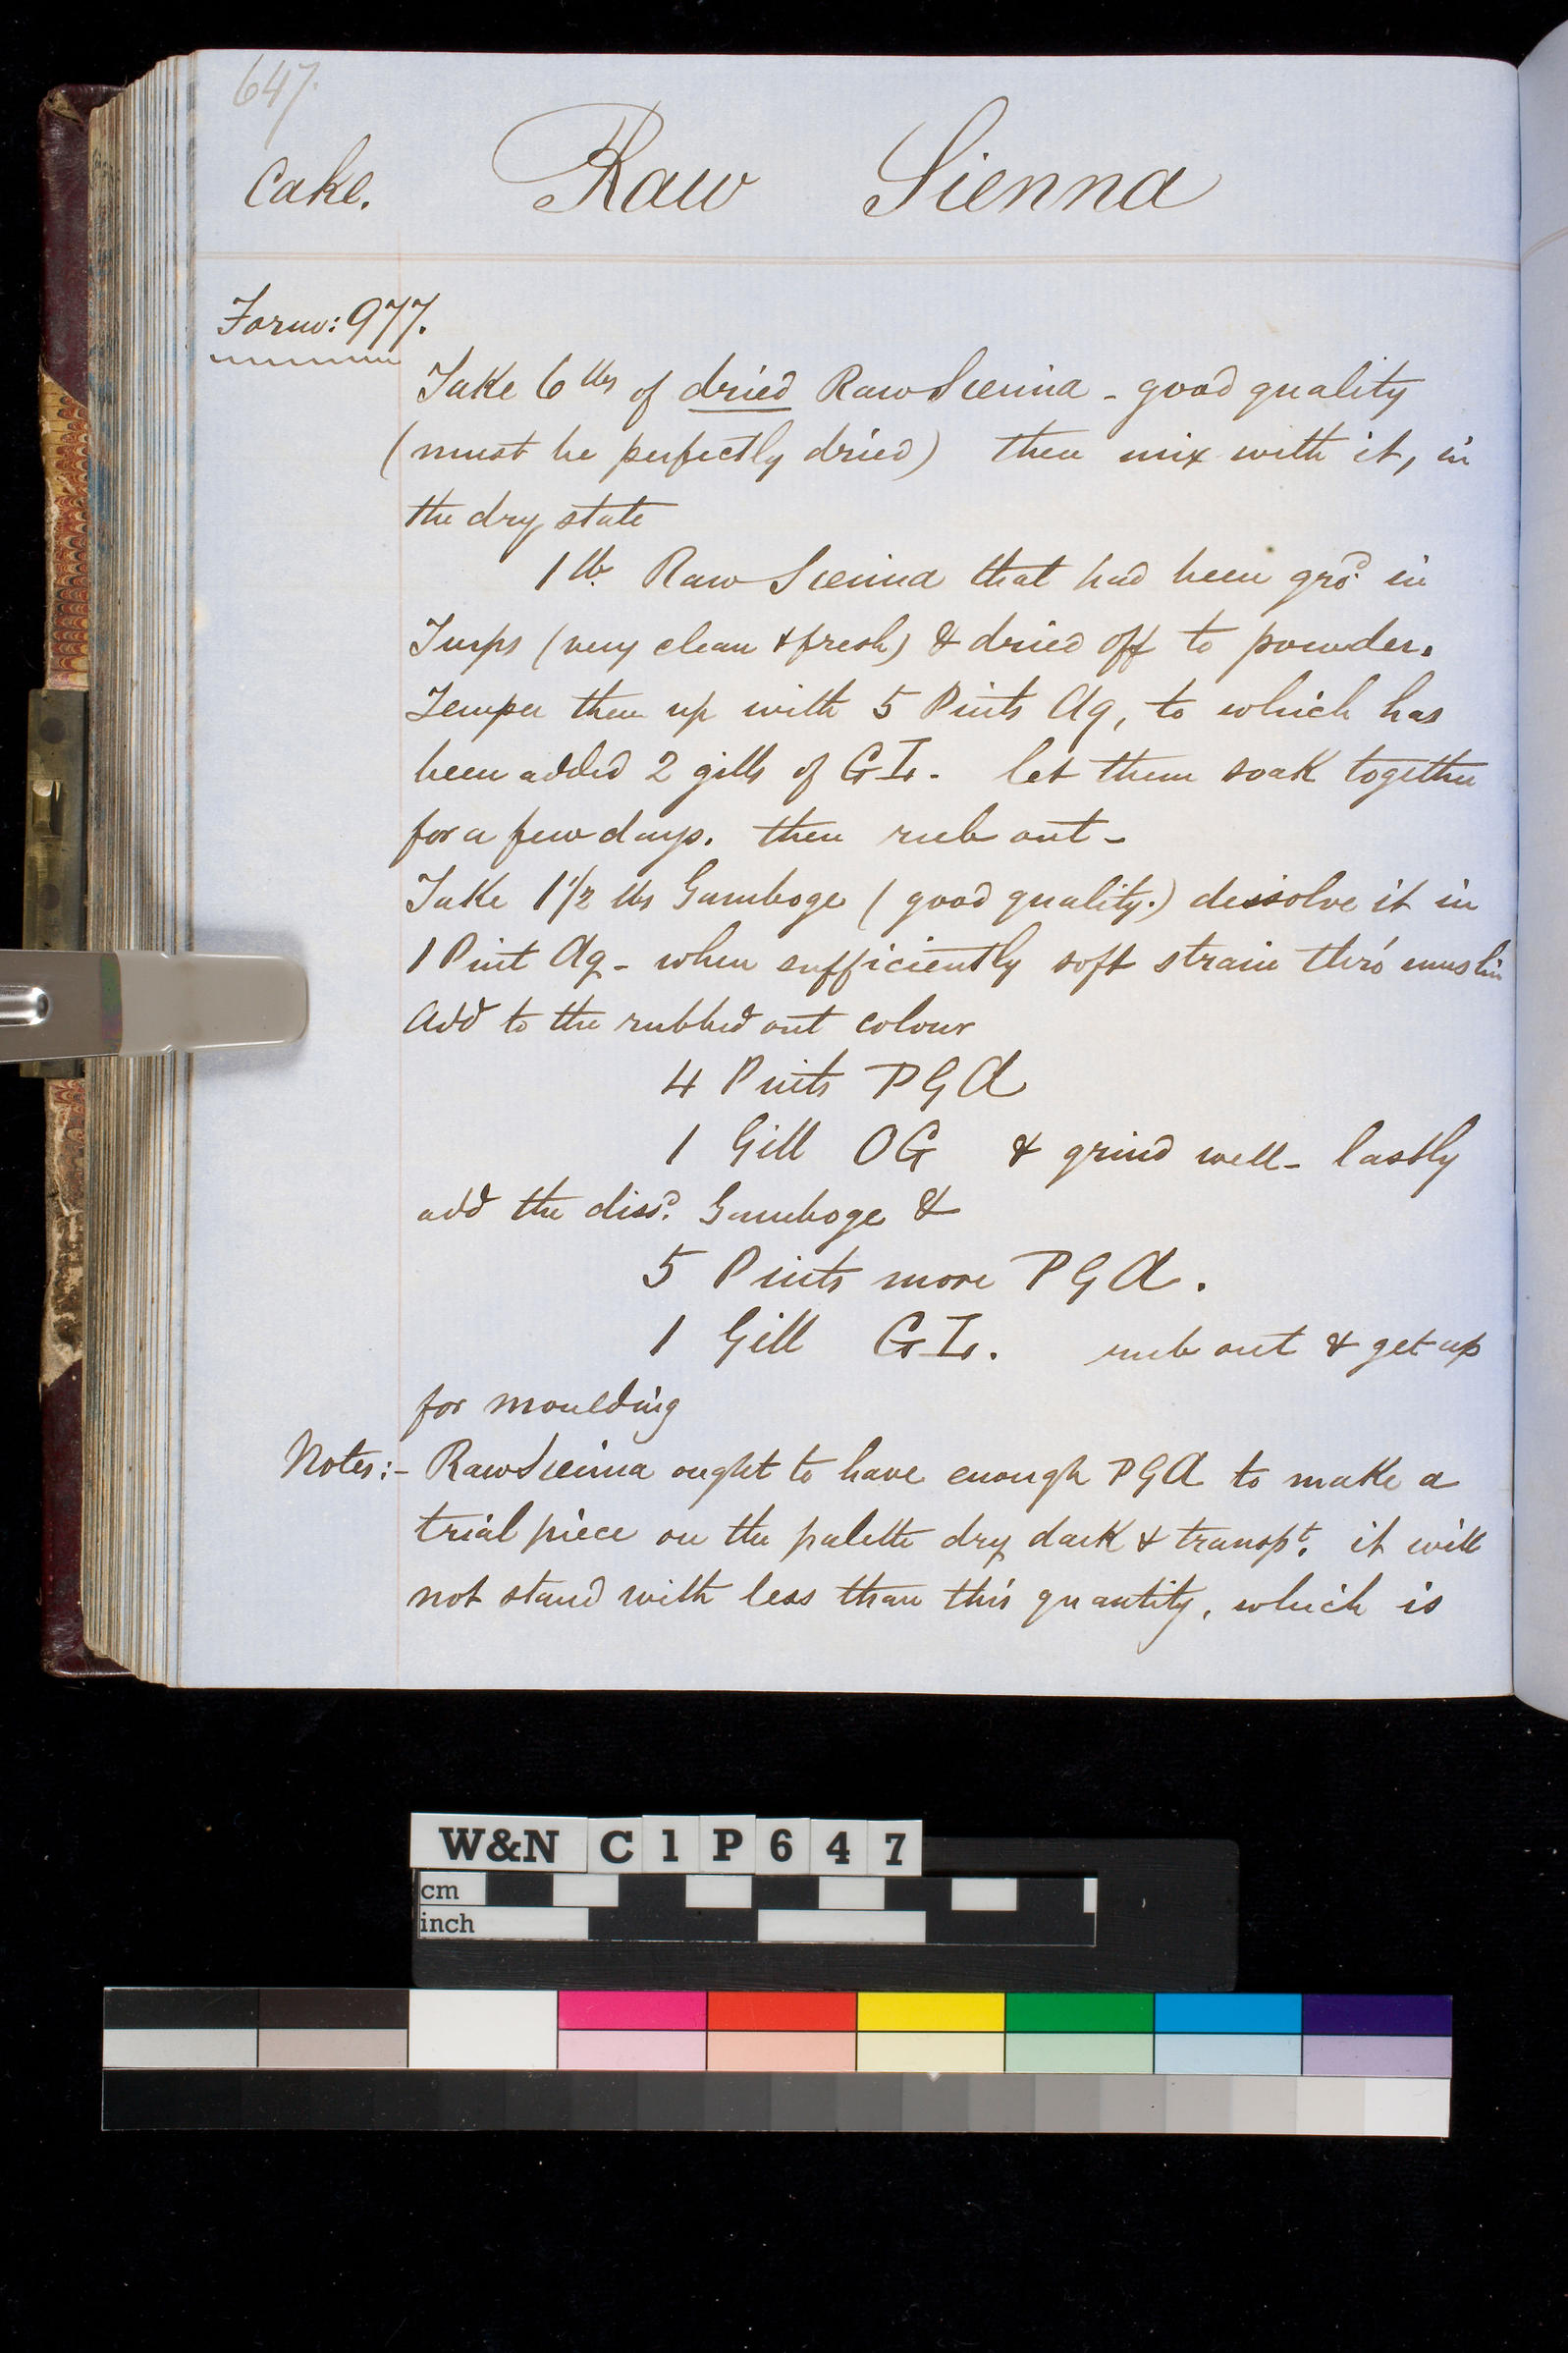 647.
Cake. Raw Sienna
Form: 977.
Take 6 lbs of dried Raw Sienna - good quality
(must be perfectly dried) then mix with it, in
the dry state
1 lb. Raw Sienna that had been gro.d in
Turps (very clean & fresh) & dried off to powder.
Temper them up with 5 Pints Aq, to which has
been added 2 gills of GL. let them soak together
for a few days. then rub out -
Take 1 1/2 lbs Gamboge (good quality.) dissolve it in
1 Pint Aq - when sufficiently soft strain thro' muslin
Add to the rubbed out colour
4 Pints PGA
1 Gill OG & grind well - lastly
add the diss.d Gamboge &
5 Pints more PGA.
1 Gill GL. rub out & get up
for moulding
Notes:- Raw Sienna ought to have enough PGA to make a
trial piece on the palette dry dark & transp.t. it will
not stand with less than this quantity, which is
W&N C1P647
cm
inch